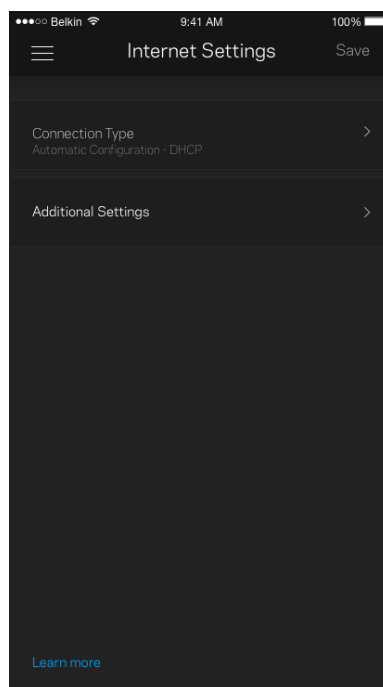 Belkin 9:41 AM 100%
Internet Settings Save
Connection Type
Automatic Configuration - DHCP
Additional Settings
Learn more